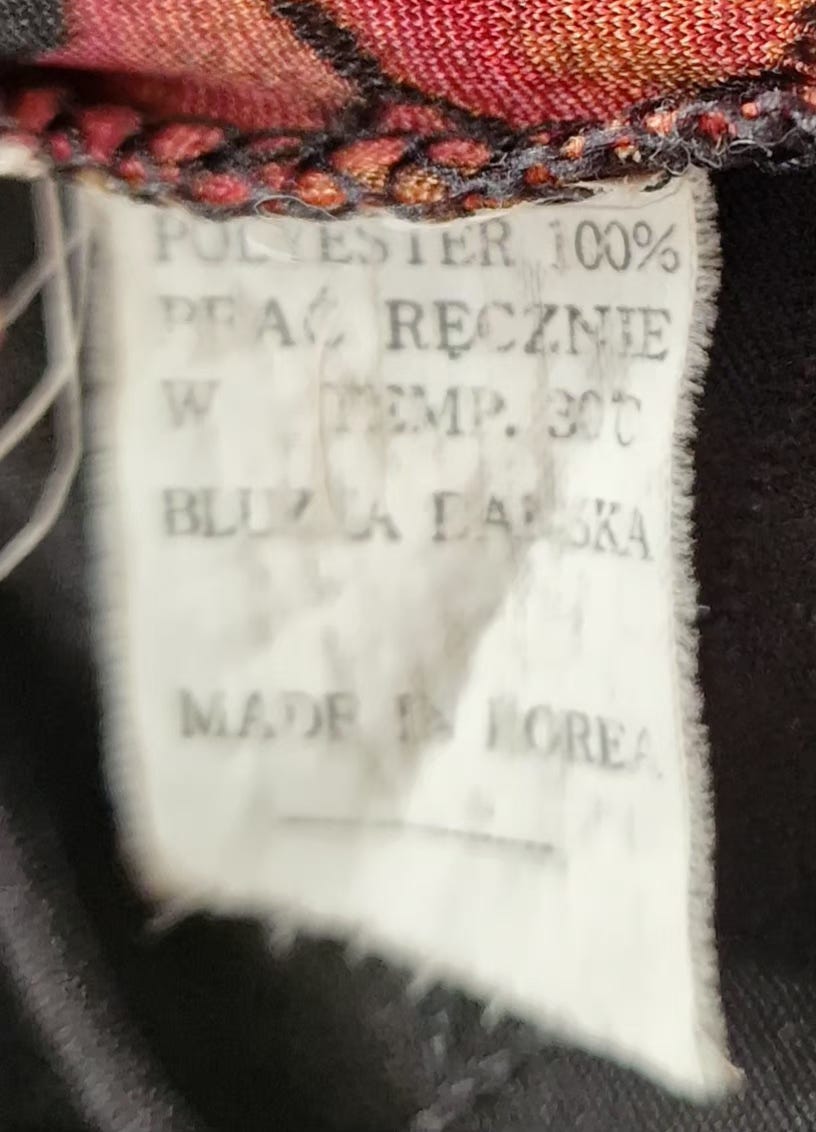 POLYESTER 100%
PRAĆ RĘCZNIE
W TEMP. 30℃
BLUZKA DAMSKA
MADE IN KOREA